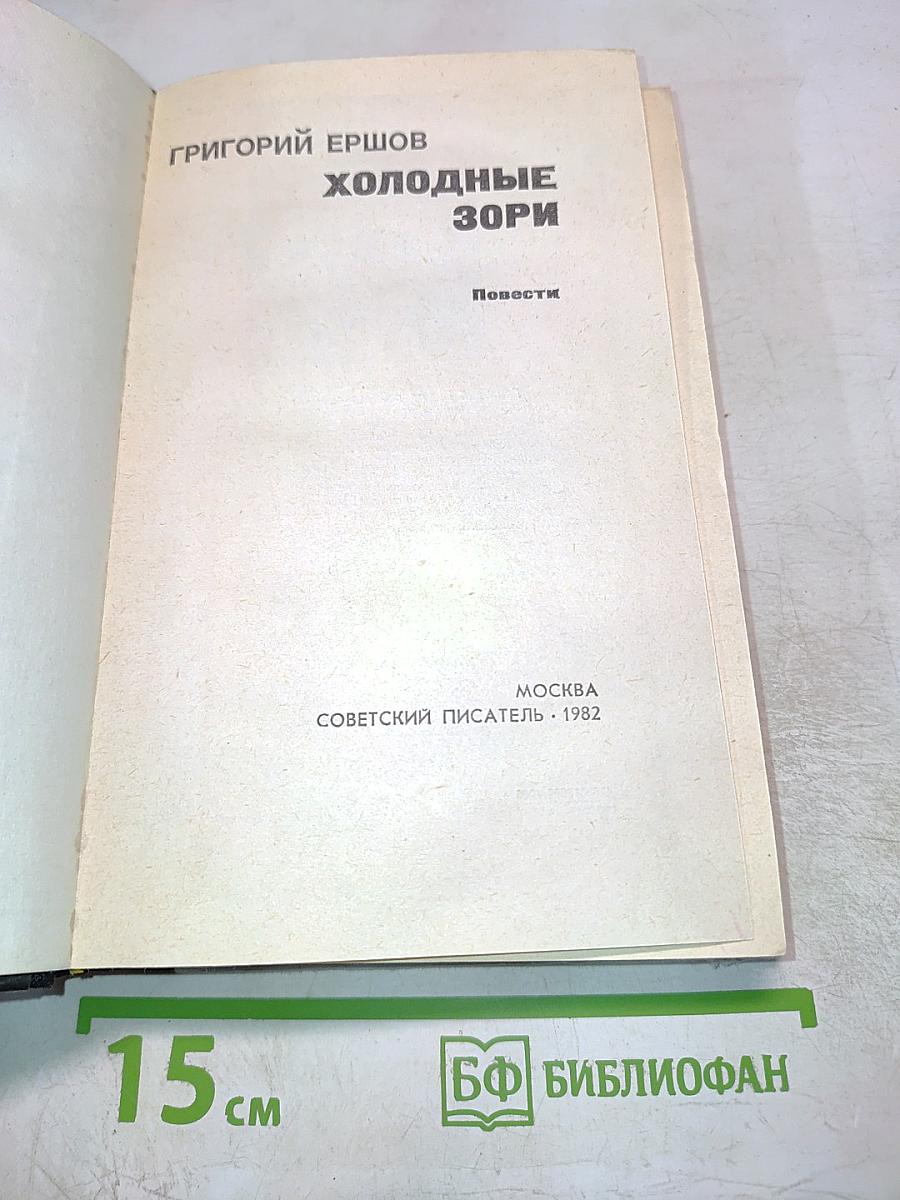 ГРИГОРИЙ ЕРШОВ
ХОЛОДНЫЕ
ЗОРИ
Повести
МОСКВА
СОВЕТСКИЙ ПИСАТЕЛЬ · 1982
15 см
БФ БИБЛИОФАН